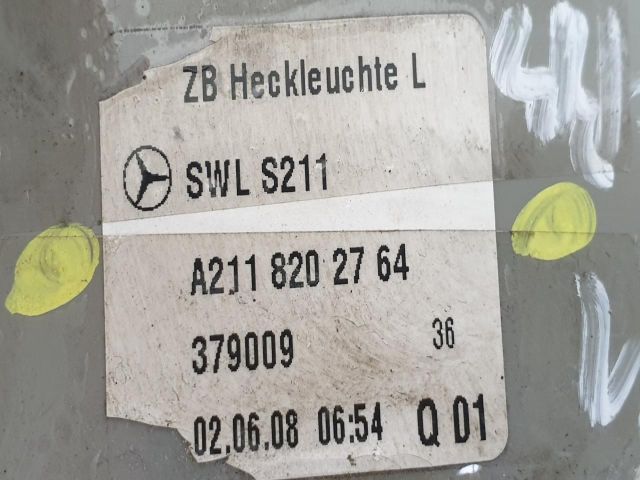 ZB Heckleuchte L
SWL S211
A211 820 27 64
379009 36
02.06.08 06:54 Q 01